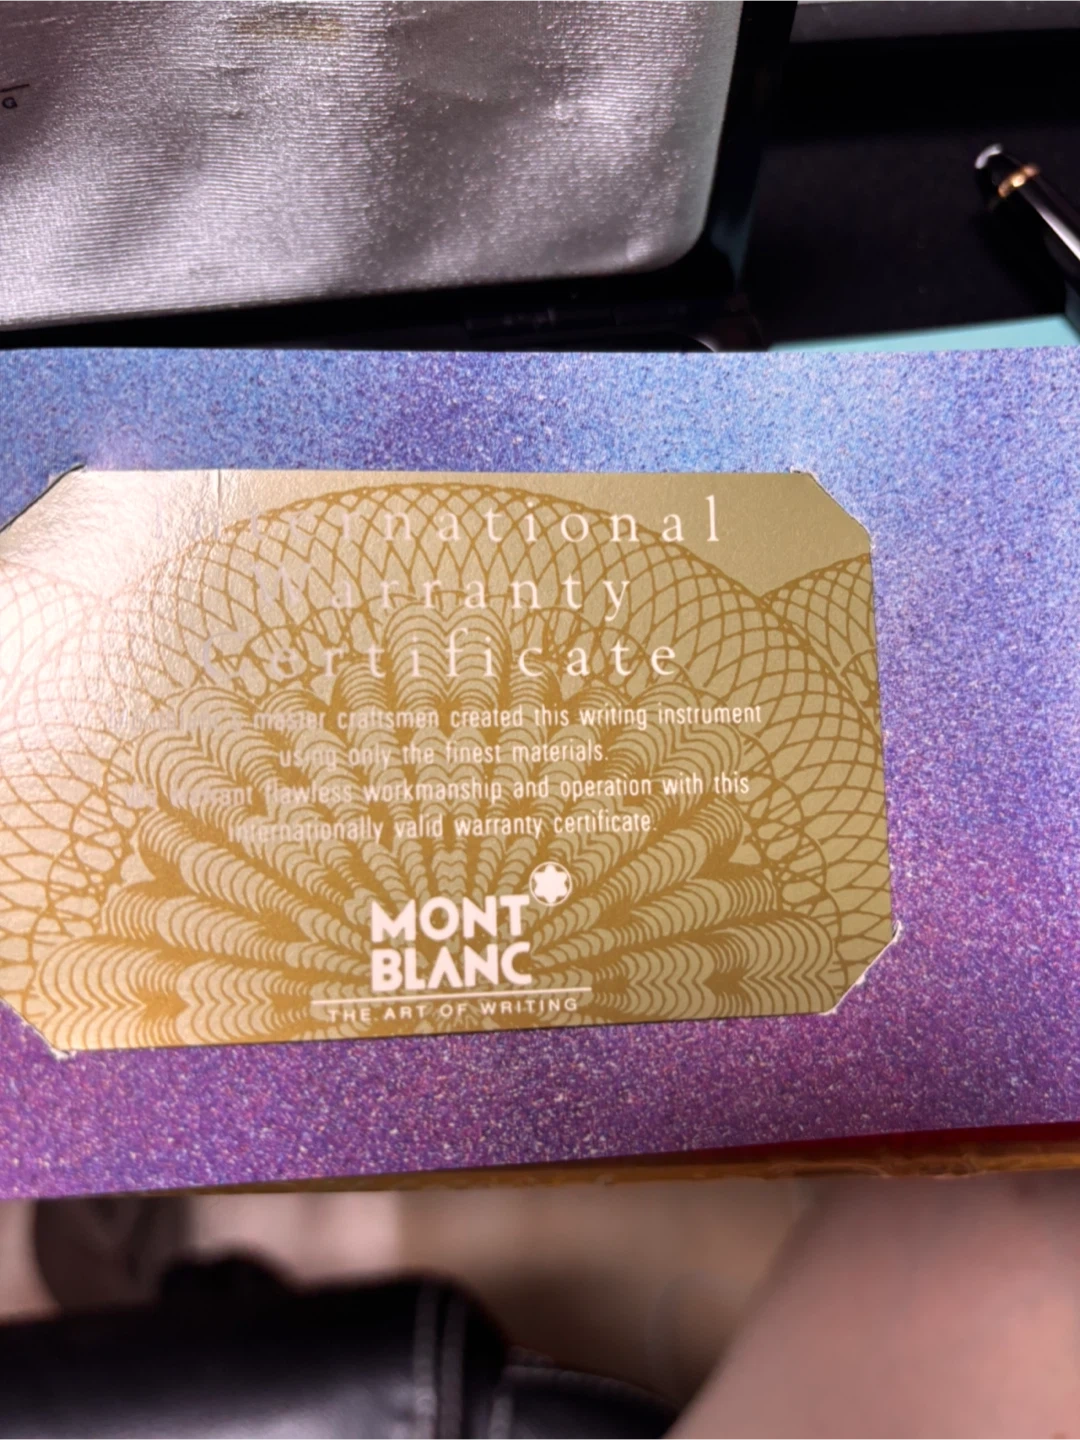 International
Warranty
Certificate
master craftsmen created this writing instrument
using only the finest materials.
flawless workmanship and operation with this
internationally valid warranty certificate.
MONT
BLANC
THE ART OF WRITING